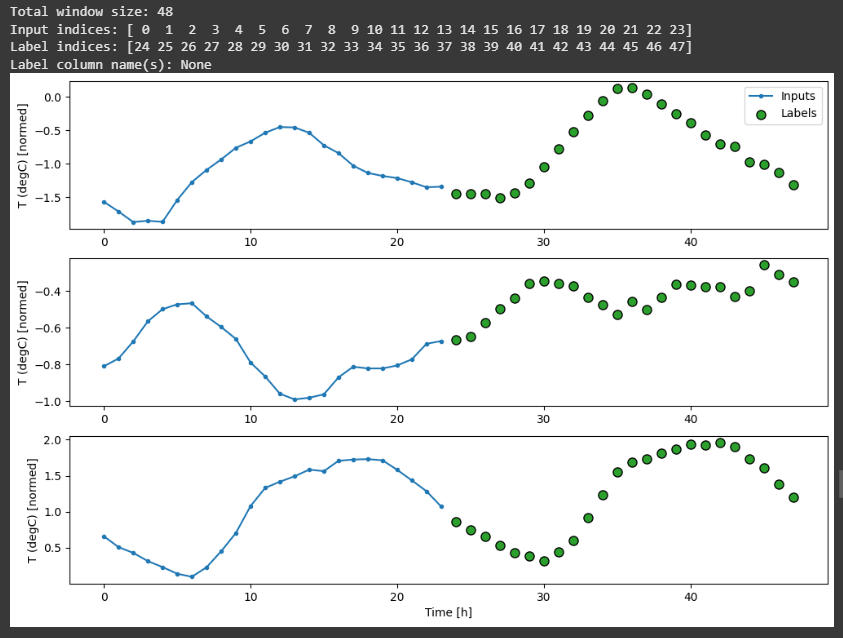 Total window size: 48
Input indices: [ 0  1  2  3  4  5  6  7  8  9 10 11 12 13 14 15 16 17 18 19 20 21 22 23]
Label indices: [24 25 26 27 28 29 30 31 32 33 34 35 36 37 38 39 40 41 42 43 44 45 46 47]
Label column name(s): None
T (degC) [normed]
0.0
−0.5
−1.0
−1.5
Inputs
Labels
0 10 20 30 40
T (degC) [normed]
−0.4
−0.6
−0.8
−1.0
0 10 20 30 40
T (degC) [normed]
2.0
1.5
1.0
0.5
0 10 20 30 40
Time [h]